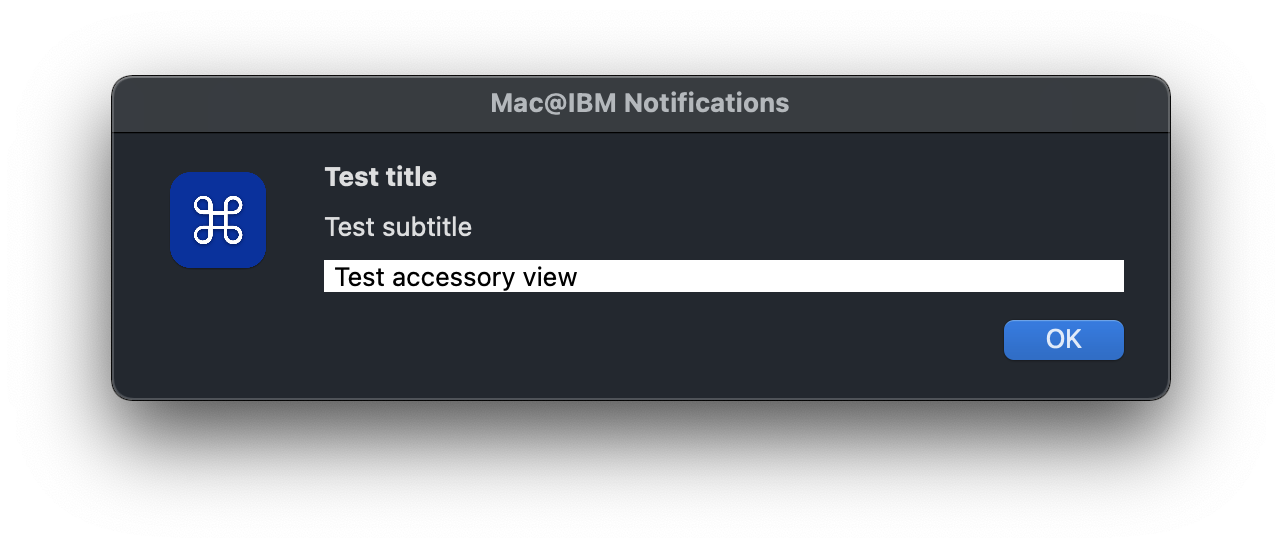 Mac@IBM Notifications
Test title
Test subtitle
Test accessory view
OK